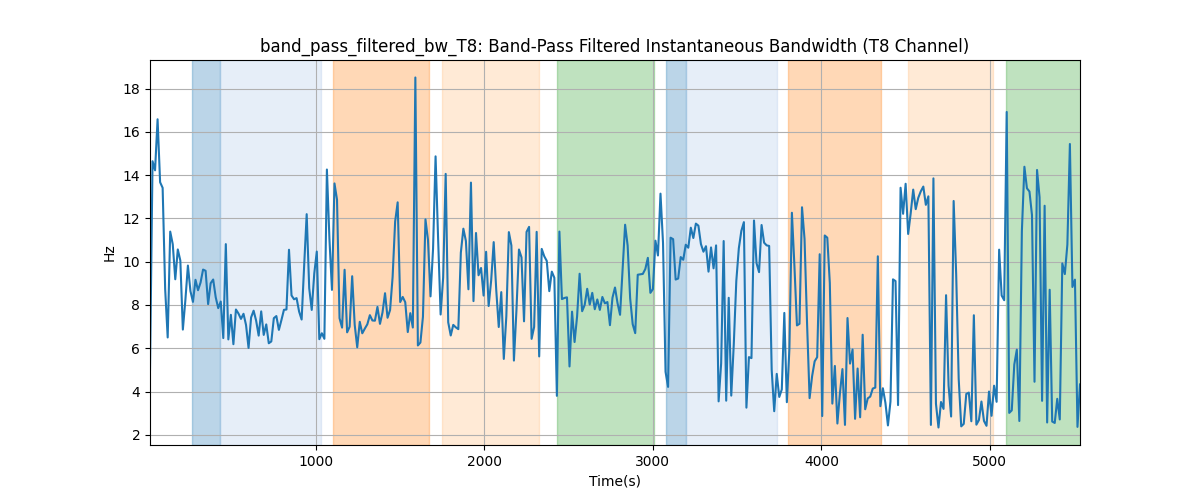 band_pass_filtered_bw_T8: Band-Pass Filtered Instantaneous Bandwidth (T8 Channel)
18
16
14
12
10
8
6
4
2
Hz
1000 2000 3000 4000 5000
Time(s)